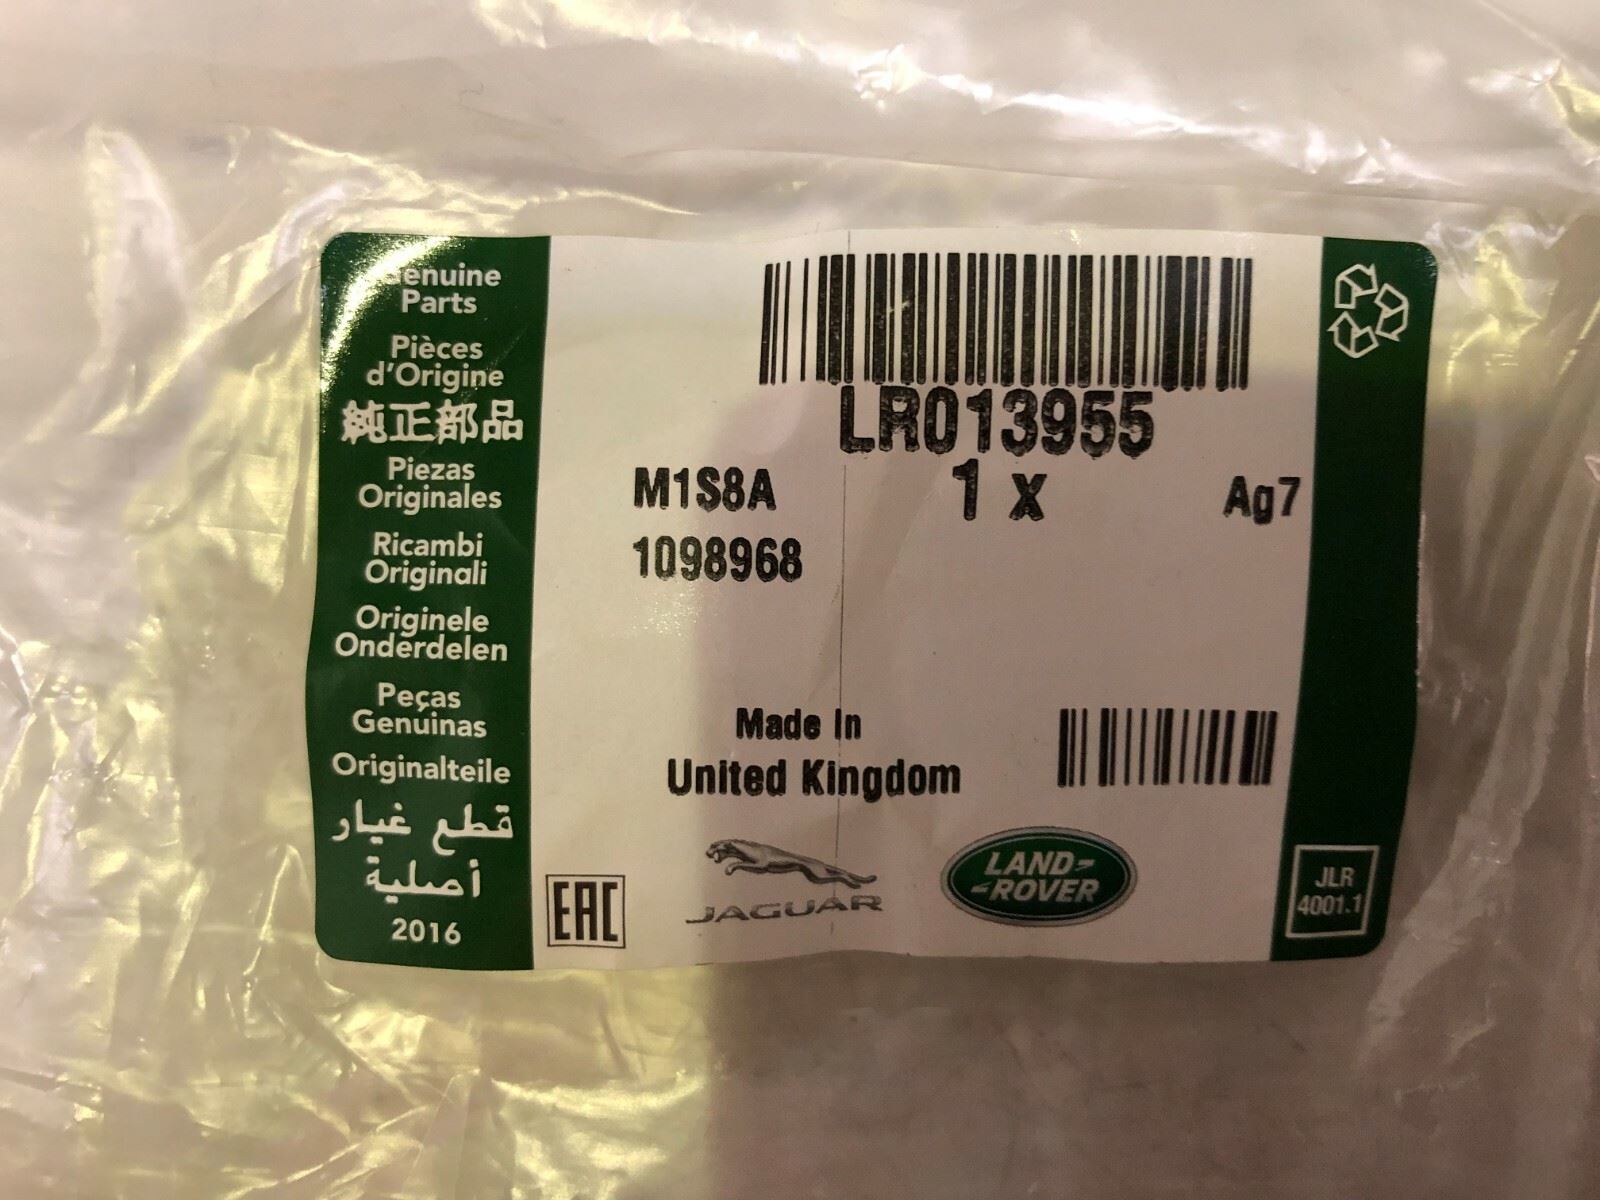 Genuine
Parts
Pièces
d'Origine
純正部品
Piezas
Originales
Ricambi
Originali
Originele
Onderdelen
Peças
Genuinas
Originalteile
قطع غيار
أصلية
2016
LR013955
M1S8A 1 x Ag7
1098968
Made In
United Kingdom
EAC
JAGUAR
LAND-
-ROVER
JLR
4001.1